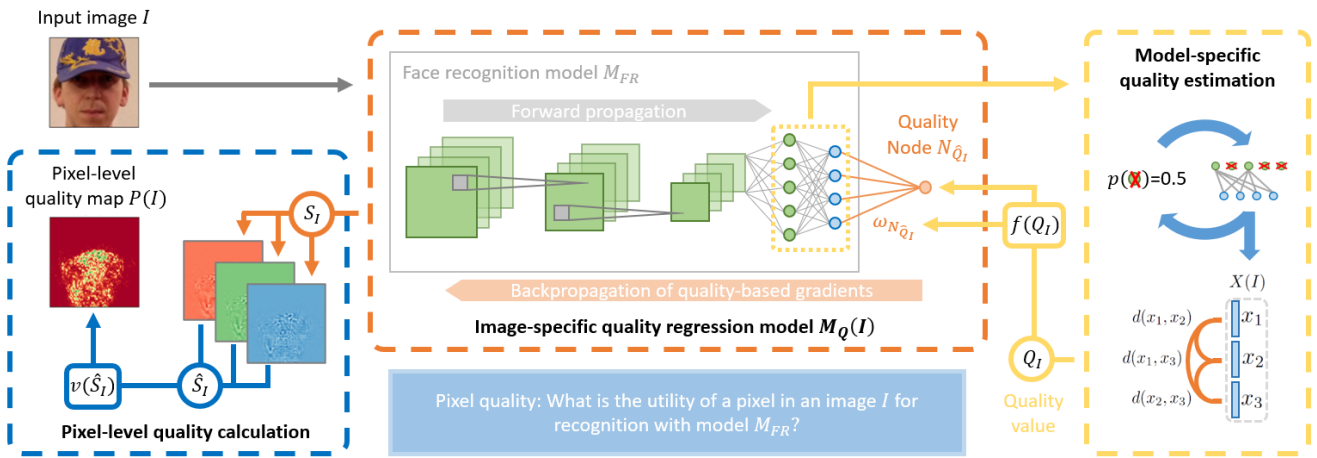 Input image I
Face recognition model M_FR
Forward propagation
Quality
Node N_Q̂_I
ω_N_Q̂_I
Backpropagation of quality-based gradients
Image-specific quality regression model M_Q(I)
Pixel quality: What is the utility of a pixel in an image I for
recognition with model M_FR?
Pixel-level
quality map P(I)
S_I
v(Ŝ_I)
Ŝ_I
Pixel-level quality calculation
f(Q_I)
Q_I
Quality
value
Model-specific
quality estimation
p( )=0.5
X(I)
d(x₁, x₂)
x₁
d(x₁, x₃)
x₂
d(x₂, x₃)
x₃